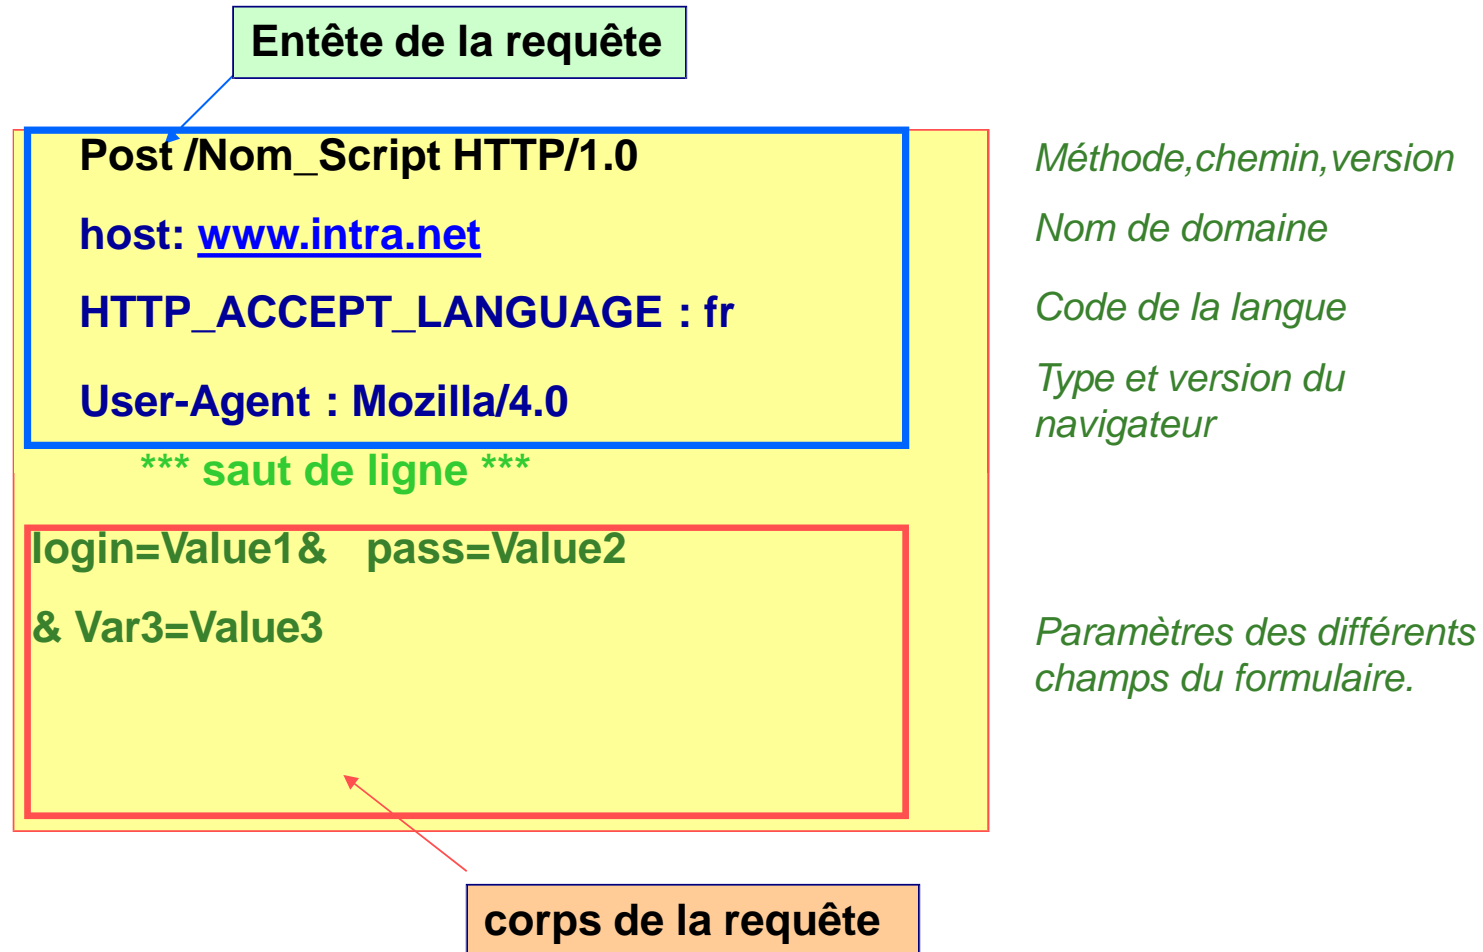 Entête de la requête
Post /Nom_Script HTTP/1.0
Méthode,chemin,version
host: www.intra.net
Nom de domaine
HTTP_ACCEPT_LANGUAGE : fr
Code de la langue
User-Agent : Mozilla/4.0
Type et version du
navigateur
*** saut de ligne ***
login=Value1&   pass=Value2
& Var3=Value3
Paramètres des différents
champs du formulaire.
corps de la requête